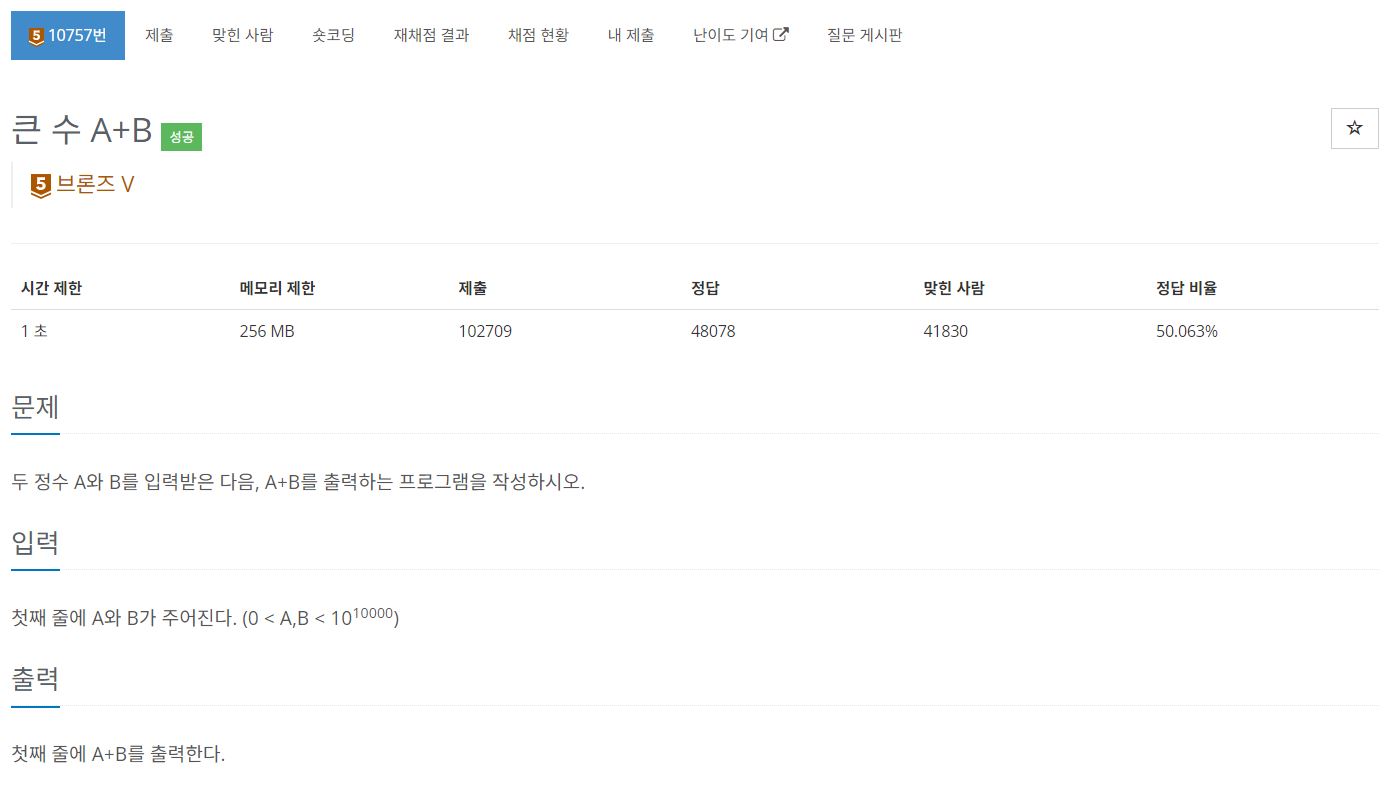 5 10757번 제출 맞힌 사람 숏코딩 재채점 결과 채점 현황 내 제출 난이도 기여 질문 게시판
큰 수 A+B 성공
5 브론즈 V
시간 제한 메모리 제한 제출 정답 맞힌 사람 정답 비율
1 초 256 MB 102709 48078 41830 50.063%
문제
두 정수 A와 B를 입력받은 다음, A+B를 출력하는 프로그램을 작성하시오.
입력
첫째 줄에 A와 B가 주어진다. (0 < A,B < 10^10000)
출력
첫째 줄에 A+B를 출력한다.